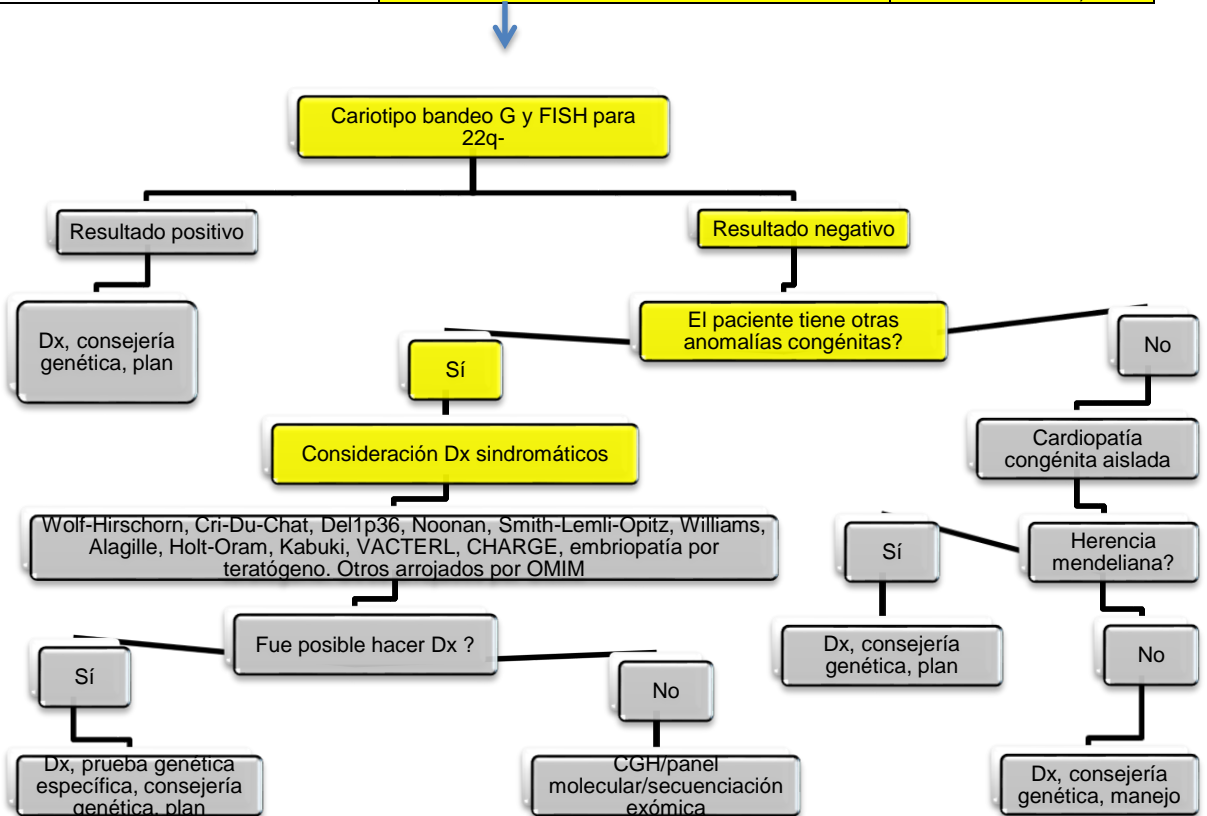 Cariotipo bandeo G y FISH para
22q-
Resultado positivo
Resultado negativo
Dx, consejería
genética, plan
El paciente tiene otras
anomalías congénitas?
Sí
No
Consideración Dx sindromáticos
Cardiopatía
congénita aislada
Wolf-Hirschorn, Cri-Du-Chat, Del1p36, Noonan, Smith-Lemli-Opitz, Williams,
Alagille, Holt-Oram, Kabuki, VACTERL, CHARGE, embriopatía por
teratógeno. Otros arrojados por OMIM
Sí
Herencia
mendeliana?
Fue posible hacer Dx ?
Dx, consejería
genética, plan
No
Sí
No
Dx, prueba genética
específica, consejería
genética, plan
CGH/panel
molecular/secuenciación
exómica
Dx, consejería
genética, manejo